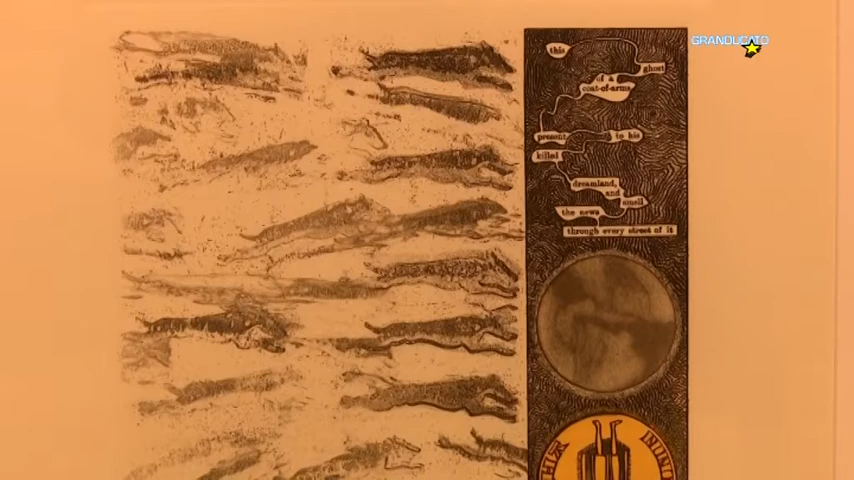 GRANDUCATO
this
ghost
of a
coat-of-arms
present to his
killed
dreamland,
and
smell
the news
through every street of it